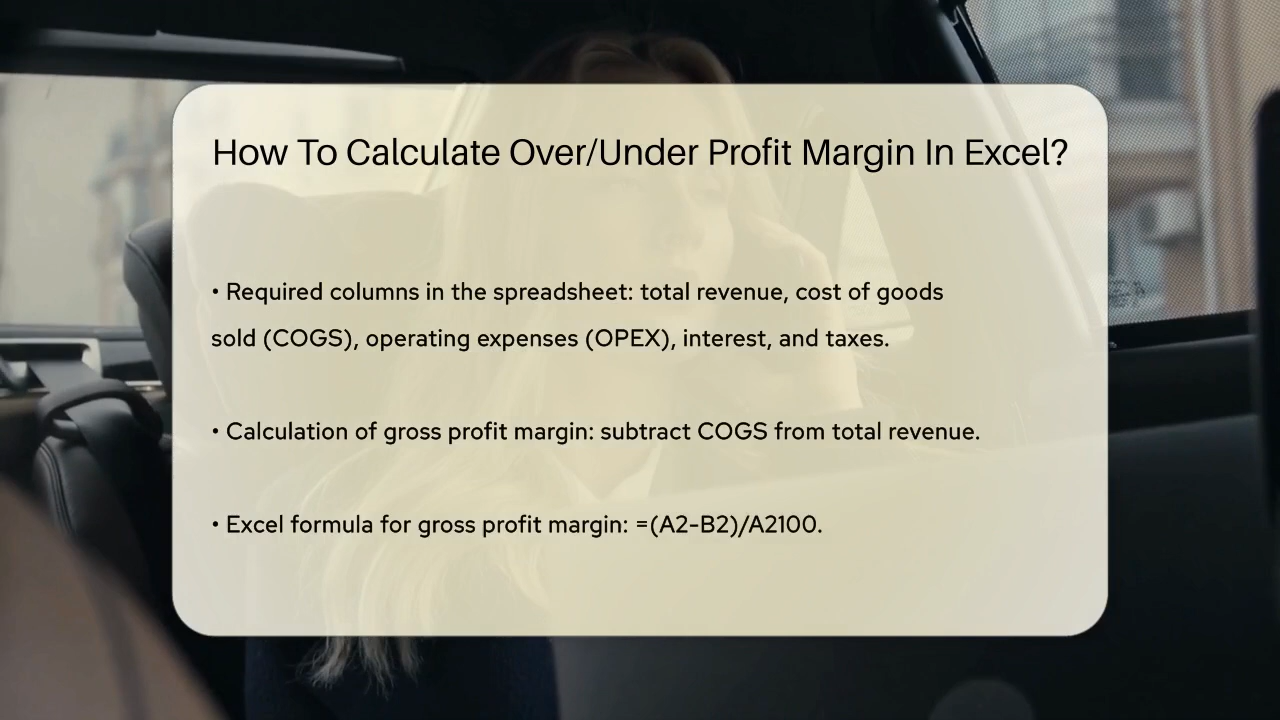 How To Calculate Over/Under Profit Margin In Excel?
• Required columns in the spreadsheet: total revenue, cost of goods
sold (COGS), operating expenses (OPEX), interest, and taxes.
• Calculation of gross profit margin: subtract COGS from total revenue.
• Excel formula for gross profit margin: =(A2-B2)/A2100.